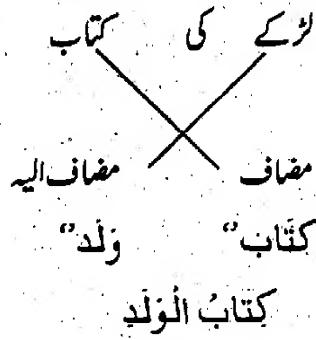 لڑکے کی کتاب
مضاف مضاف الیہ
کِتَابٌ وَلَدٌ
کِتَابُ الْوَلَدِ